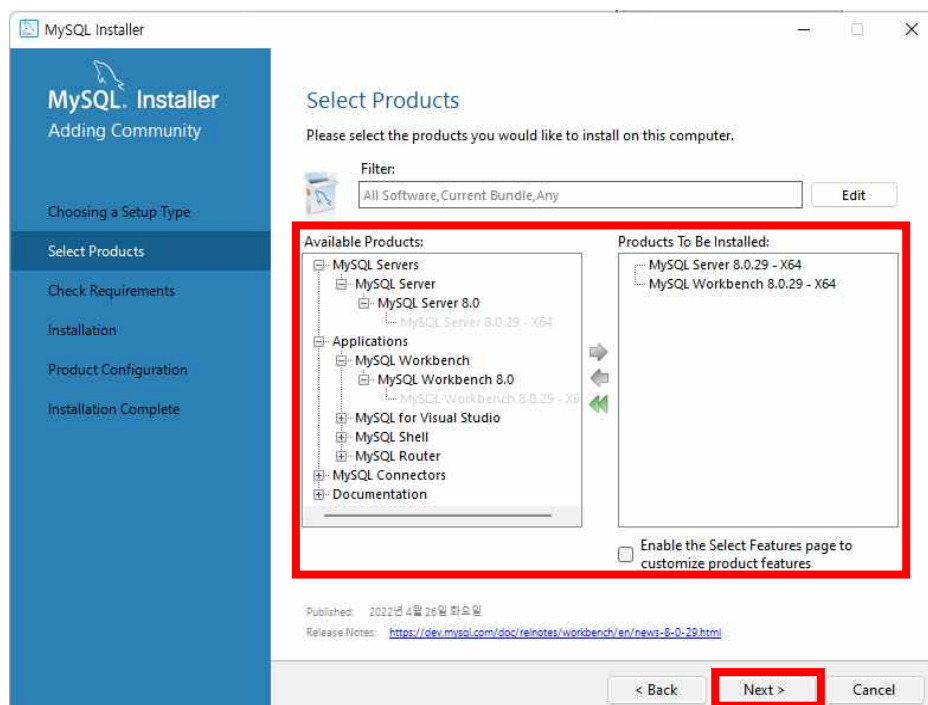 MySQL Installer
MySQL. Installer
Adding Community
Choosing a Setup Type
Select Products
Check Requirements
Installation
Product Configuration
Installation Complete
Select Products
Please select the products you would like to install on this computer.
Filter:
All Software,Current Bundle,Any
Edit
Available Products:
MySQL Servers
MySQL Server
MySQL Server 8.0
MySQL Server 8.0.29 - X64
Applications
MySQL Workbench
MySQL Workbench 8.0
MySQL Workbench 8.0.29 - X6
MySQL for Visual Studio
MySQL Shell
MySQL Router
MySQL Connectors
Documentation
Products To Be Installed:
MySQL Server 8.0.29 - X64
MySQL Workbench 8.0.29 - X64
Enable the Select Features page to
customize product features
Published: 2022년 4월 26일 화요일
Release Notes: https://dev.mysql.com/doc/relnotes/workbench/en/news-8-0-29.html
< Back
Next >
Cancel